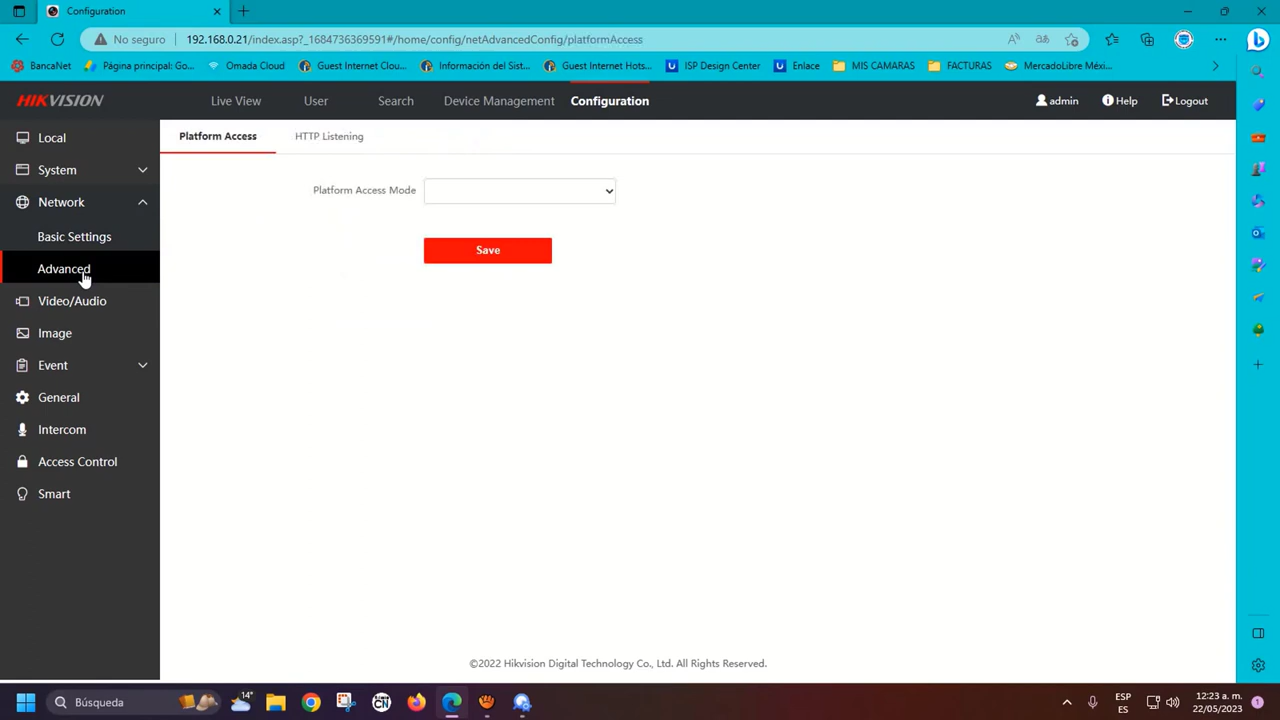 Configuration
No seguro
192.168.0.21/index.asp?_1684736369591#/home/config/netAdvancedConfig/platformAccess
BancaNet
Página principal: Go...
Omada Cloud
Guest Internet Clou...
Información del Sist...
Guest Internet Hots...
ISP Design Center
Enlace
MIS CAMARAS
FACTURAS
MercadoLibre Méxi...
HIKVISION
Live View
User
Search
Device Management
Configuration
admin
Help
Logout
Local
System
Network
Basic Settings
Advanced
Video/Audio
Image
Event
General
Intercom
Access Control
Smart
Platform Access
HTTP Listening
Platform Access Mode
Save
©2022 Hikvision Digital Technology Co., Ltd. All Rights Reserved.
Búsqueda
14°
CN
ESP
ES
12:23 a. m.
22/05/2023
1